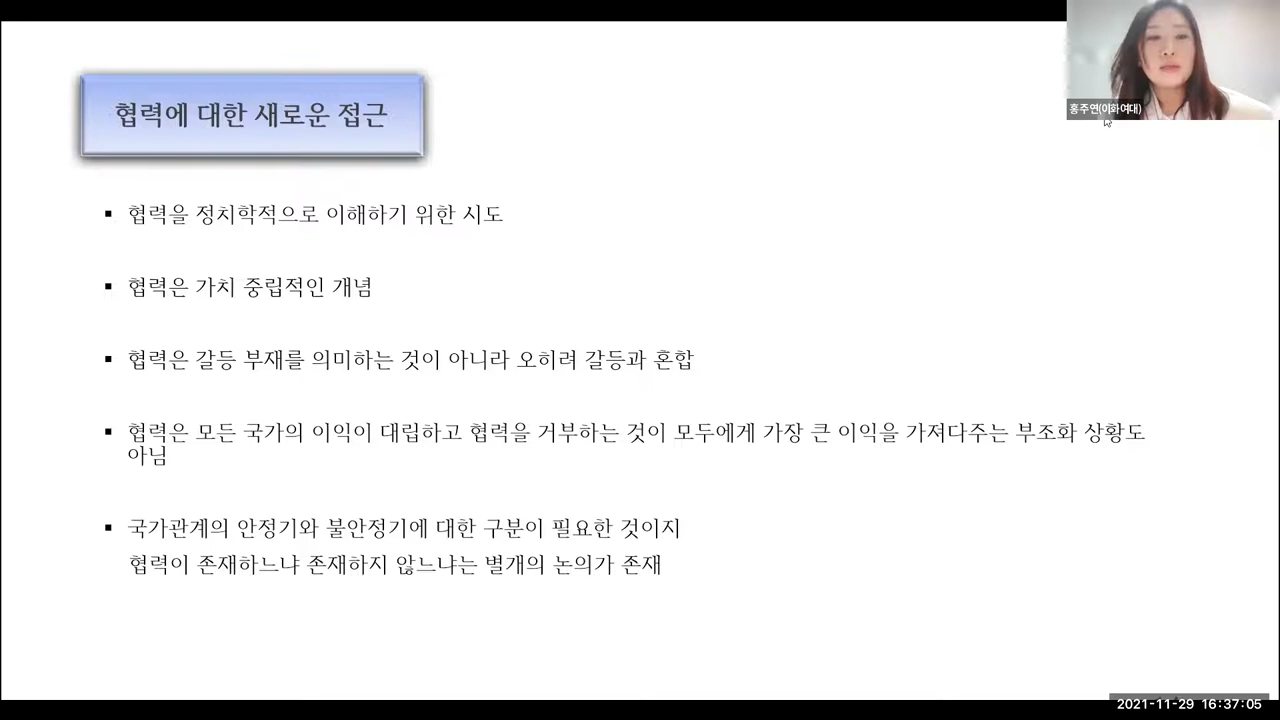 협력에 대한 새로운 접근
홍주연(이화여대)
▪ 협력을 정치학적으로 이해하기 위한 시도
▪ 협력은 가치 중립적인 개념
▪ 협력은 갈등 부재를 의미하는 것이 아니라 오히려 갈등과 혼합
▪ 협력은 모든 국가의 이익이 대립하고 협력을 거부하는 것이 모두에게 가장 큰 이익을 가져다주는 부조화 상황도
아님
▪ 국가관계의 안정기와 불안정기에 대한 구분이 필요한 것이지
협력이 존재하느냐 존재하지 않느냐는 별개의 논의가 존재
2021-11-29 16:37:05